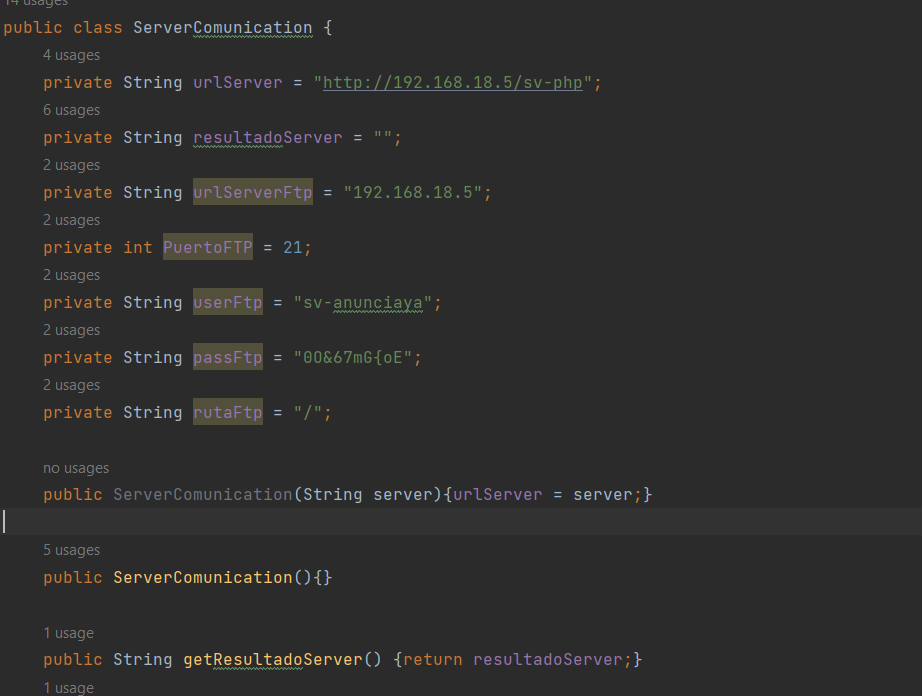 14 usages
public class ServerComunication {
4 usages
private String urlServer = "http://192.168.18.5/sv-php";
6 usages
private String resultadoServer = "";
2 usages
private String urlServerFtp = "192.168.18.5";
2 usages
private int PuertoFTP = 21;
2 usages
private String userFtp = "sv-anunciaya";
2 usages
private String passFtp = "00&67mG{oE";
2 usages
private String rutaFtp = "/";
no usages
public ServerComunication(String server){urlServer = server;}
5 usages
public ServerComunication(){}
1 usage
public String getResultadoServer() {return resultadoServer;}
1 usage